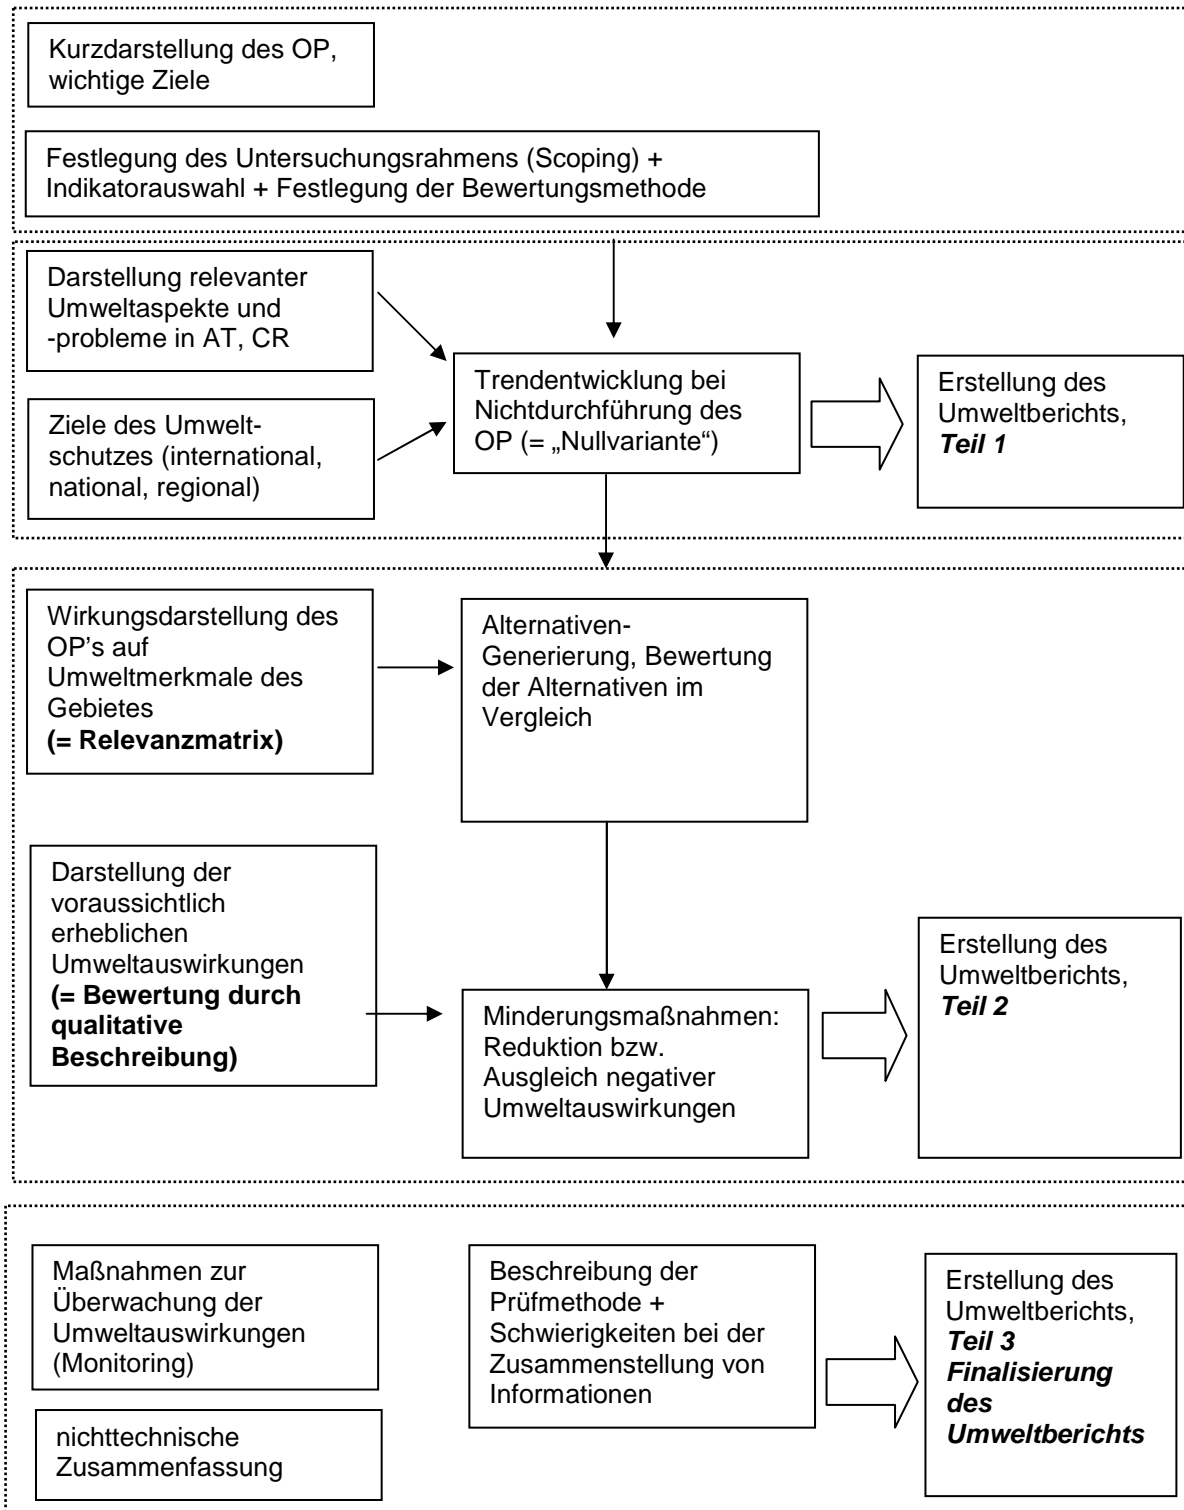 Kurzdarstellung des OP,
wichtige Ziele
Festlegung des Untersuchungsrahmens (Scoping) +
Indikatorauswahl + Festlegung der Bewertungsmethode
Darstellung relevanter
Umweltaspekte und
-probleme in AT, CR
Ziele des Umwelt-
schutzes (international,
national, regional)
Trendentwicklung bei
Nichtdurchführung des
OP (= „Nullvariante“)
Erstellung des
Umweltberichts,
Teil 1
Wirkungsdarstellung des
OP’s auf
Umweltmerkmale des
Gebietes
(= Relevanzmatrix)
Alternativen-
Generierung, Bewertung
der Alternativen im
Vergleich
Darstellung der
voraussichtlich
erheblichen
Umweltauswirkungen
(= Bewertung durch
qualitative
Beschreibung)
Minderungsmaßnahmen:
Reduktion bzw.
Ausgleich negativer
Umweltauswirkungen
Erstellung des
Umweltberichts,
Teil 2
Maßnahmen zur
Überwachung der
Umweltauswirkungen
(Monitoring)
nichttechnische
Zusammenfassung
Beschreibung der
Prüfmethode +
Schwierigkeiten bei der
Zusammenstellung von
Informationen
Erstellung des
Umweltberichts,
Teil 3
Finalisierung
des
Umweltberichts